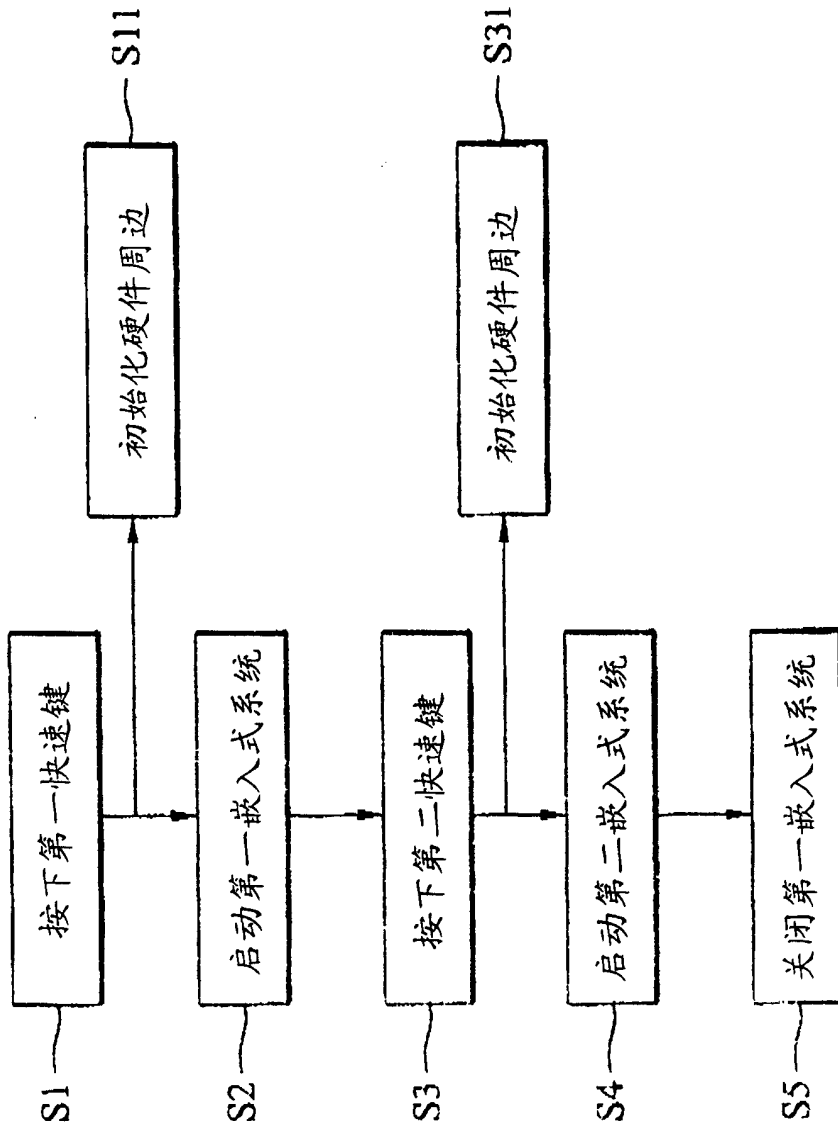 S1
按下第一快速键
S11
初始化硬件周边
S2
启动第一嵌入式系统
S3
按下第二快速键
S31
初始化硬件周边
S4
启动第二嵌入式系统
S5
关闭第一嵌入式系统